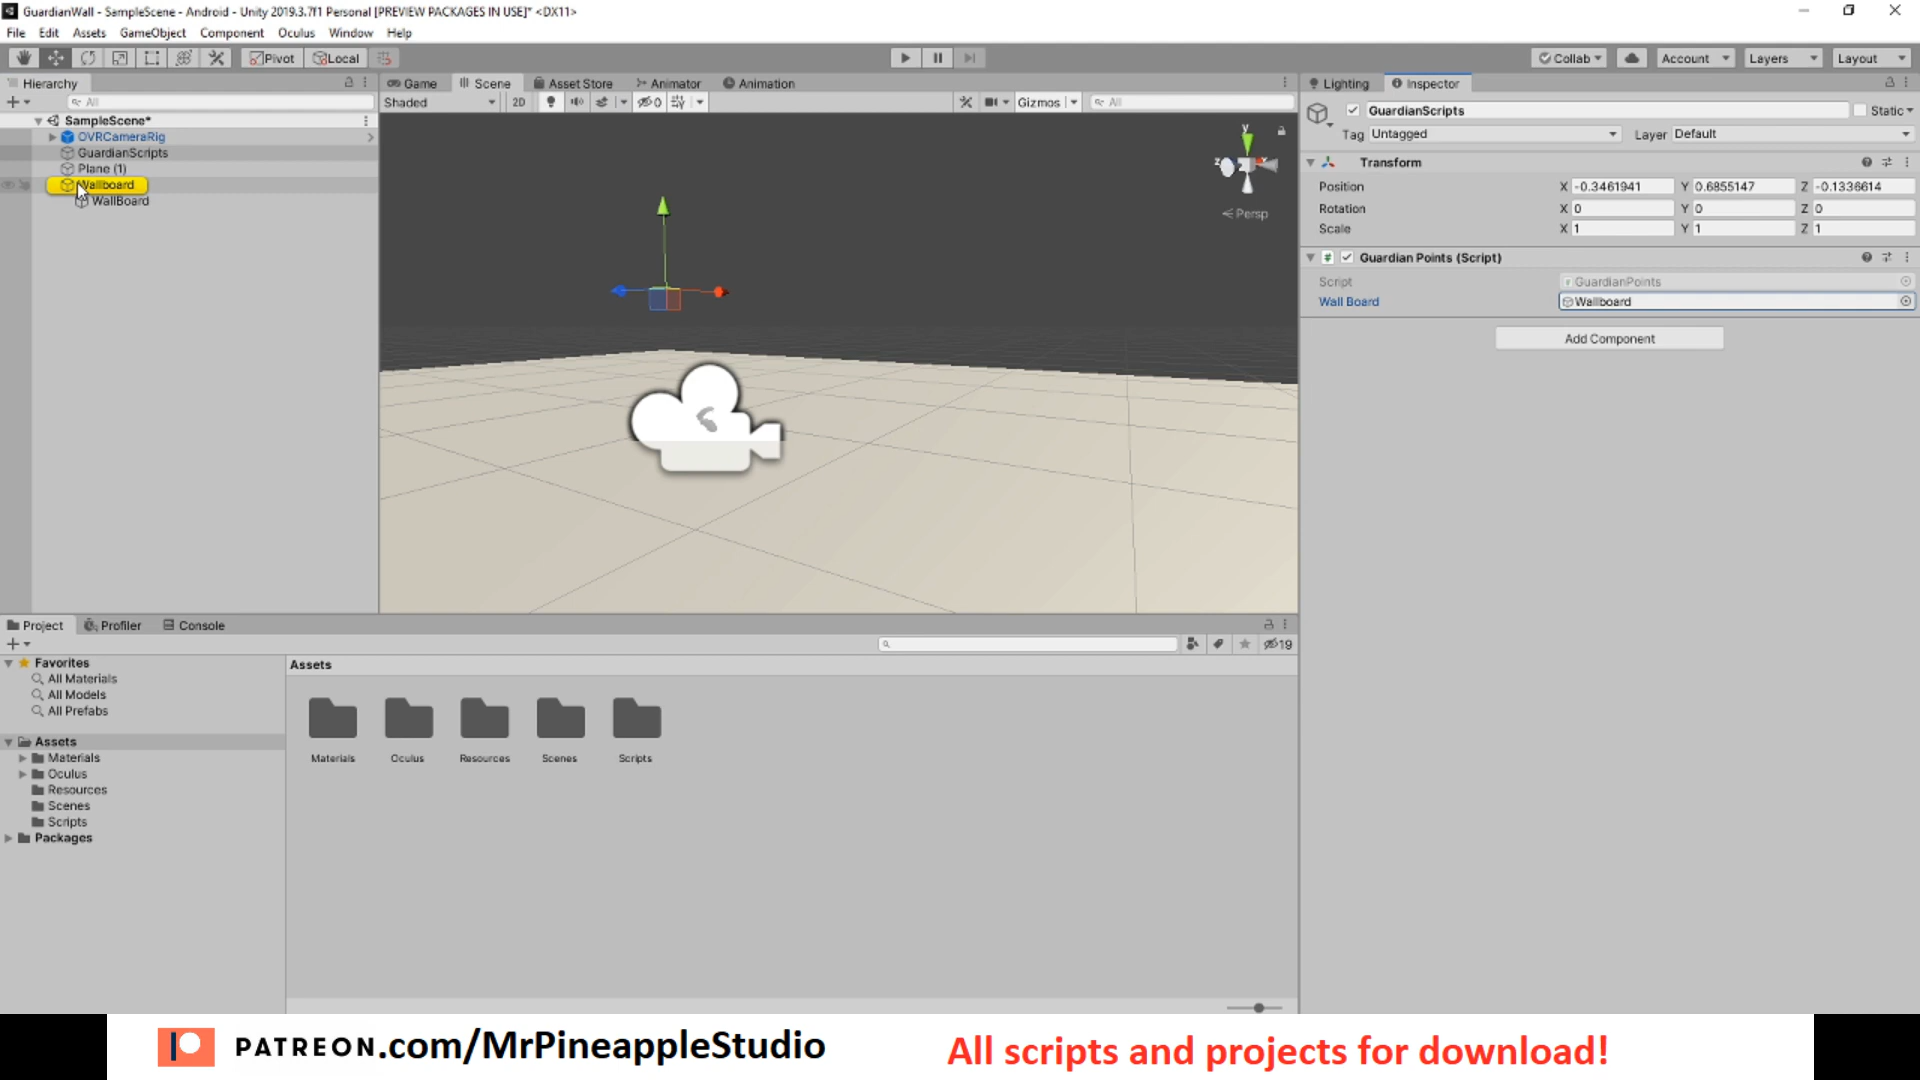 GuardianWall - SampleScene - Android - Unity 2019.3.7f1 Personal [PREVIEW PACKAGES IN USE]* <DX11>
File Edit Assets GameObject Component Oculus Window Help
Pivot Local Collab Account Layers Layout
Hierarchy
All
SampleScene*
OVRCameraRig
GuardianScripts
Plane (1)
Wallboard
WallBoard
Game Scene Asset Store Animator Animation
Shaded 2D 0 Gizmos All
y
z
x
Persp
Lighting Inspector
GuardianScripts Static
Tag Untagged Layer Default
Transform
Position X -0.3461941 Y 0.6855147 Z -0.1336614
Rotation X 0 Y 0 Z 0
Scale X 1 Y 1 Z 1
Guardian Points (Script)
Script GuardianPoints
Wall Board Wallboard
Add Component
Project Profiler Console
19
Favorites
All Materials
All Models
All Prefabs
Assets
Materials
Oculus
Resources
Scenes
Scripts
Packages
Assets
Materials Oculus Resources Scenes Scripts
PATREON.com/MrPineappleStudio
All scripts and projects for download!